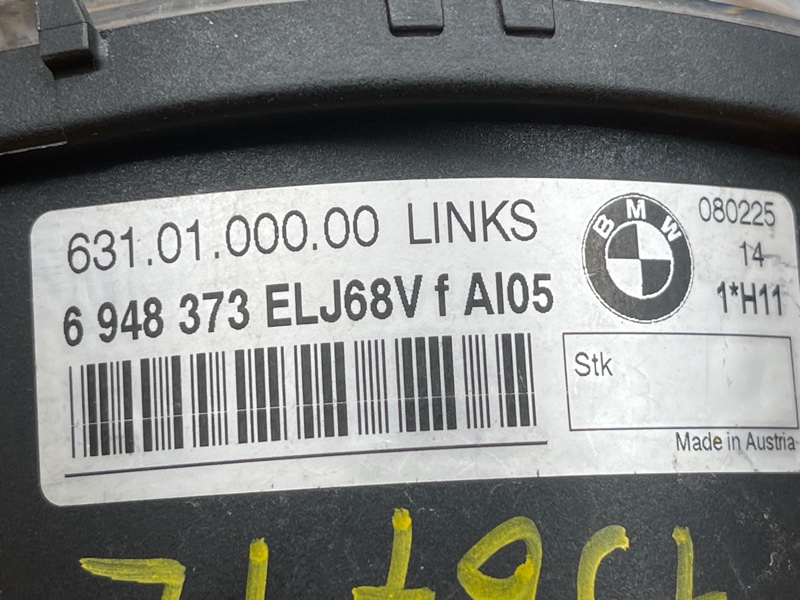 631.01.000.00 LINKS
6 948 373 ELJ68V f AI05
BMW
080225
14
1*H11
Stk
Made in Austria